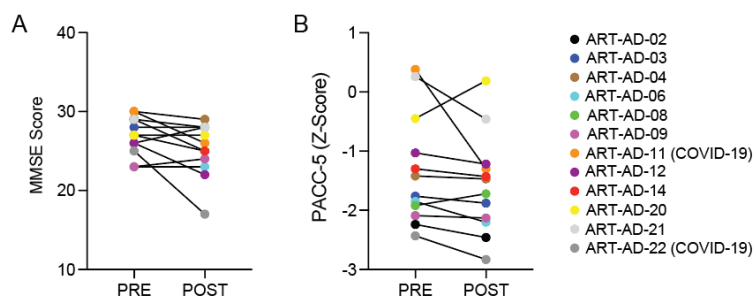 A
MMSE Score
40
30
20
10
PRE
POST
B
PACC-5 (Z-Score)
1
0
-1
-2
-3
PRE
POST
ART-AD-02
ART-AD-03
ART-AD-04
ART-AD-06
ART-AD-08
ART-AD-09
ART-AD-11 (COVID-19)
ART-AD-12
ART-AD-14
ART-AD-20
ART-AD-21
ART-AD-22 (COVID-19)